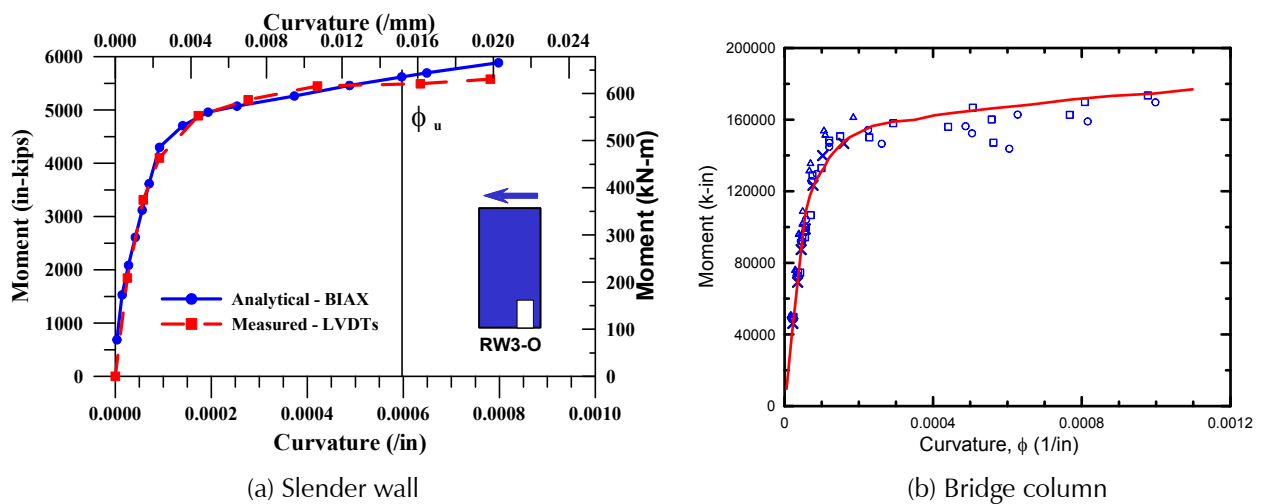 Curvature (/mm)
0.000 0.004 0.008 0.012 0.016 0.020 0.024
Moment (in-kips)
6000
5000
4000
3000
2000
1000
0
600
500
400
300
200
100
0
Moment (kN-m)
ϕ u
Analytical - BIAX
Measured - LVDTs
RW3-O
0.0000 0.0002 0.0004 0.0006 0.0008 0.0010
Curvature (/in)
(a) Slender wall
200000
160000
120000
80000
40000
0
Moment (k-in)
0 0.0004 0.0008 0.0012
Curvature, ϕ (1/in)
(b) Bridge column